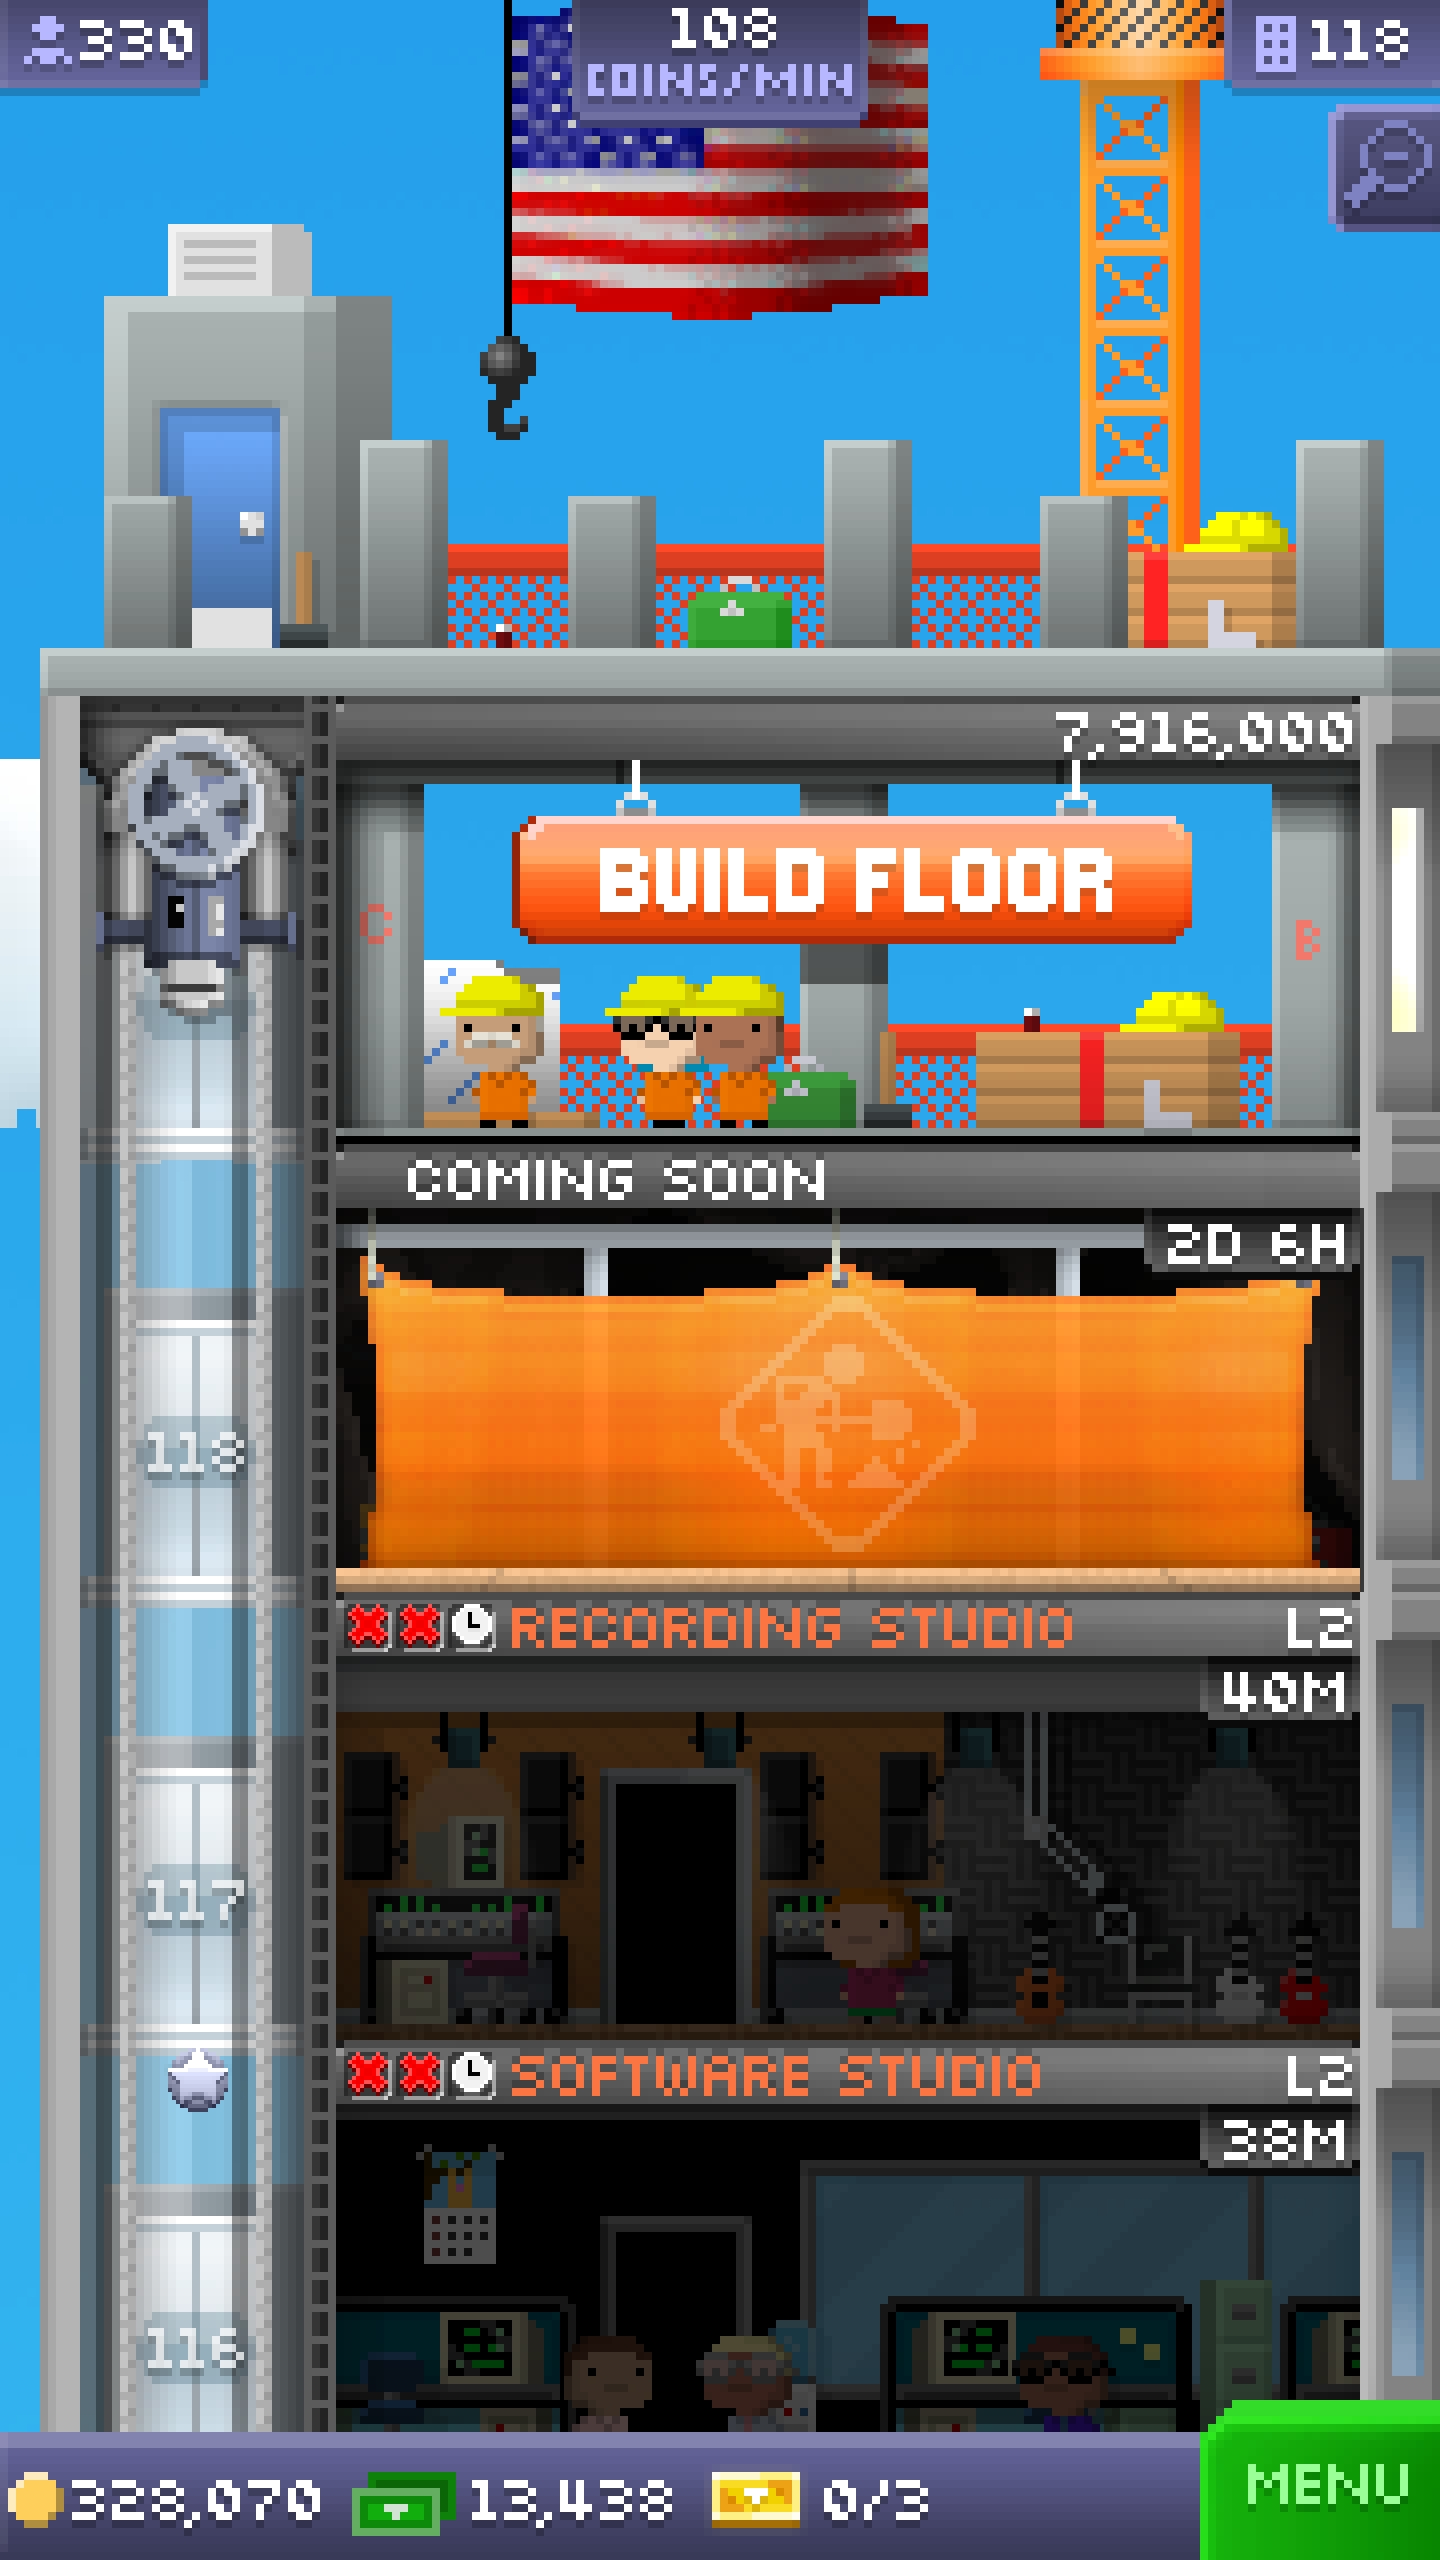 330
108
COINS/MIN
118
7,916,000
BUILD FLOOR
C
B
COMING SOON
2D 6H
118
RECORDING STUDIO
L2
40M
117
SOFTWARE STUDIO
L2
38M
116
328,070
13,438
0/3
MENU